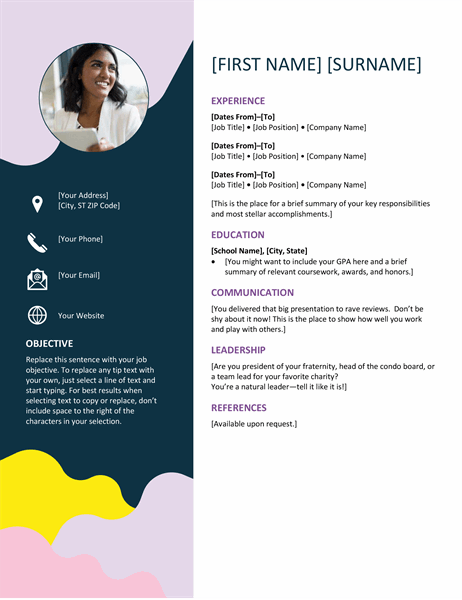 [FIRST NAME] [SURNAME]
[Your Address]
[City, ST ZIP Code]
[Your Phone]
[Your Email]
Your Website
OBJECTIVE
Replace this sentence with your job
objective. To replace any tip text with
your own, just select a line of text and
start typing. For best results when
selecting text to copy or replace, don’t
include space to the right of the
characters in your selection.
EXPERIENCE
[Dates From]–[To]
[Job Title] • [Job Position] • [Company Name]
[Dates From]–[To]
[Job Title] • [Job Position] • [Company Name]
[Dates From]–[To]
[Job Title] • [Job Position] • [Company Name]
[This is the place for a brief summary of your key responsibilities
and most stellar accomplishments.]
EDUCATION
[School Name], [City, State]
• [You might want to include your GPA here and a brief
summary of relevant coursework, awards, and honors.]
COMMUNICATION
[You delivered that big presentation to rave reviews. Don’t be
shy about it now! This is the place to show how well you work
and play with others.]
LEADERSHIP
[Are you president of your fraternity, head of the condo board, or
a team lead for your favorite charity?
You’re a natural leader—tell it like it is!]
REFERENCES
[Available upon request.]